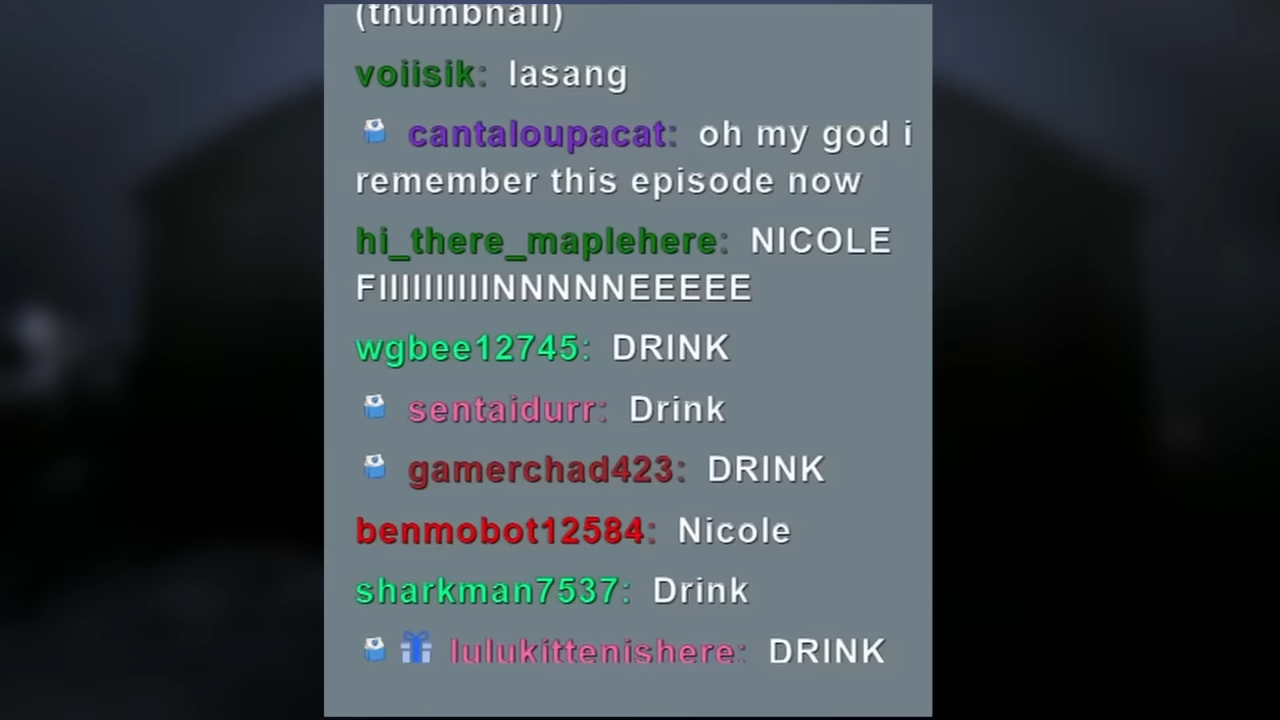 (thumbnail)
voiisik: lasang
cantaloupacat: oh my god i
remember this episode now
hi_there_maplehere: NICOLE
FIIIIIIIIIINNNNNEEEEE
wgbee12745: DRINK
sentaidurr: Drink
gamerchad423: DRINK
benmobot12584: Nicole
sharkman7537: Drink
lulukittenishere: DRINK